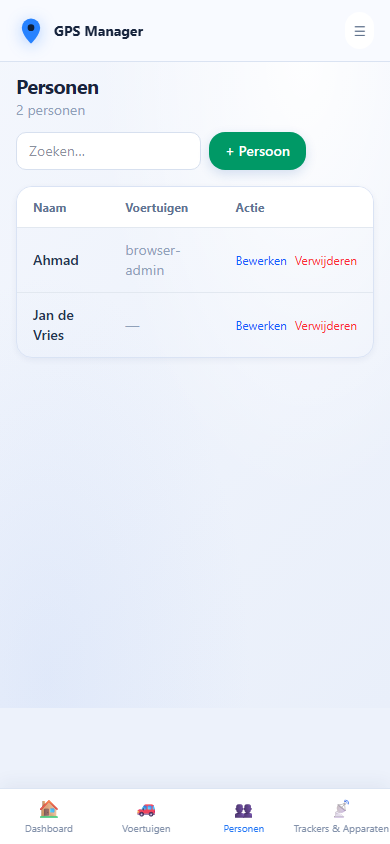 GPS Manager
☰
Personen
2 personen
Zoeken...
+ Persoon
Naam Voertuigen Actie
Ahmad browser-
admin Bewerken Verwijderen
Jan de
Vries — Bewerken Verwijderen
Dashboard Voertuigen Personen Trackers & Apparaten